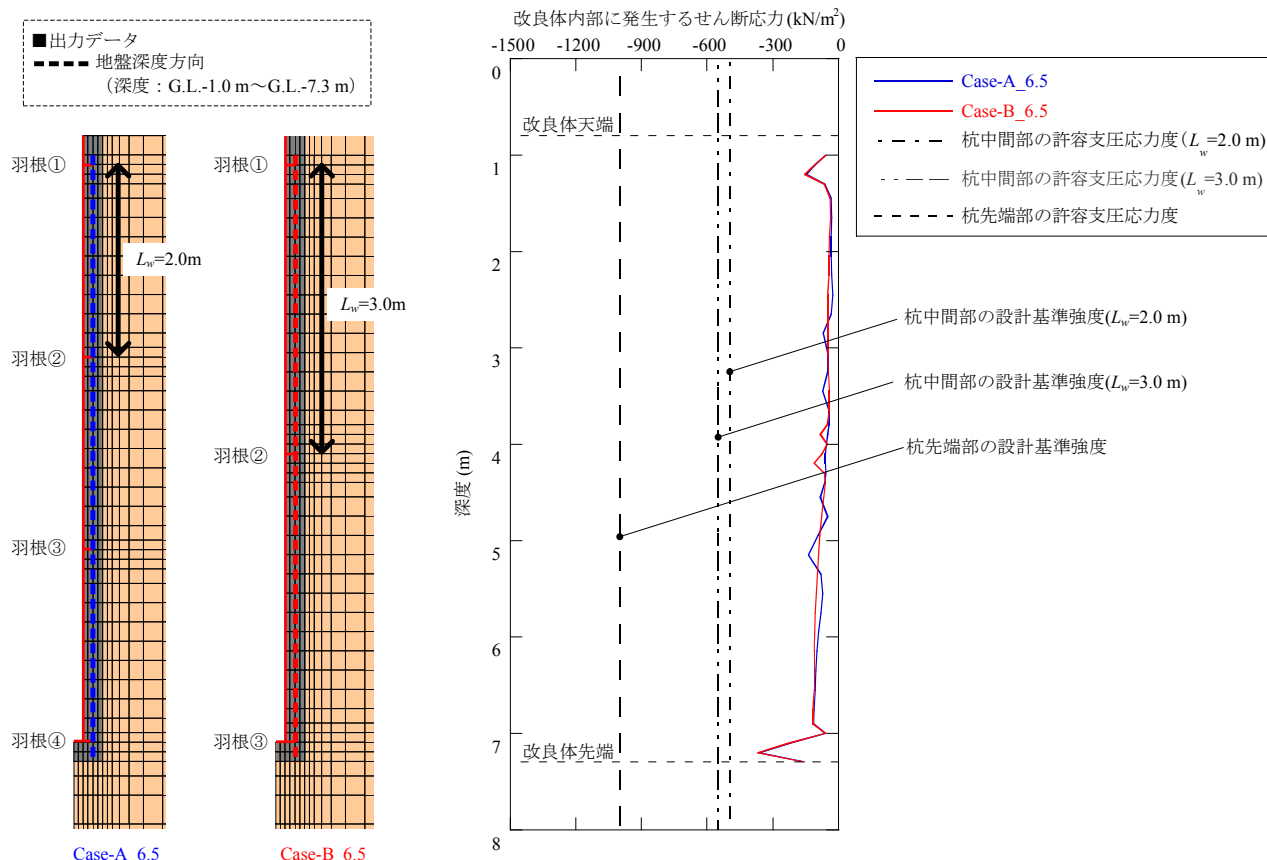 ■出力データ
地盤深度方向
（深度：G.L.-1.0 m～G.L.-7.3 m）
羽根①
L_w=2.0m
羽根②
羽根③
羽根④
Case-A_6.5
羽根①
L_w=3.0m
羽根②
羽根③
Case-B_6.5
改良体内部に発生するせん断応力(kN/m²)
-1500 -1200 -900 -600 -300 0
0
改良体天端
1
2
3
4
5
6
7
改良体先端
8
深度 (m)
Case-A_6.5
Case-B_6.5
杭中間部の許容支圧応力度（L_w=2.0 m)
杭中間部の許容支圧応力度(L_w=3.0 m)
杭先端部の許容支圧応力度
杭中間部の設計基準強度(L_w=2.0 m)
杭中間部の設計基準強度(L_w=3.0 m)
杭先端部の設計基準強度